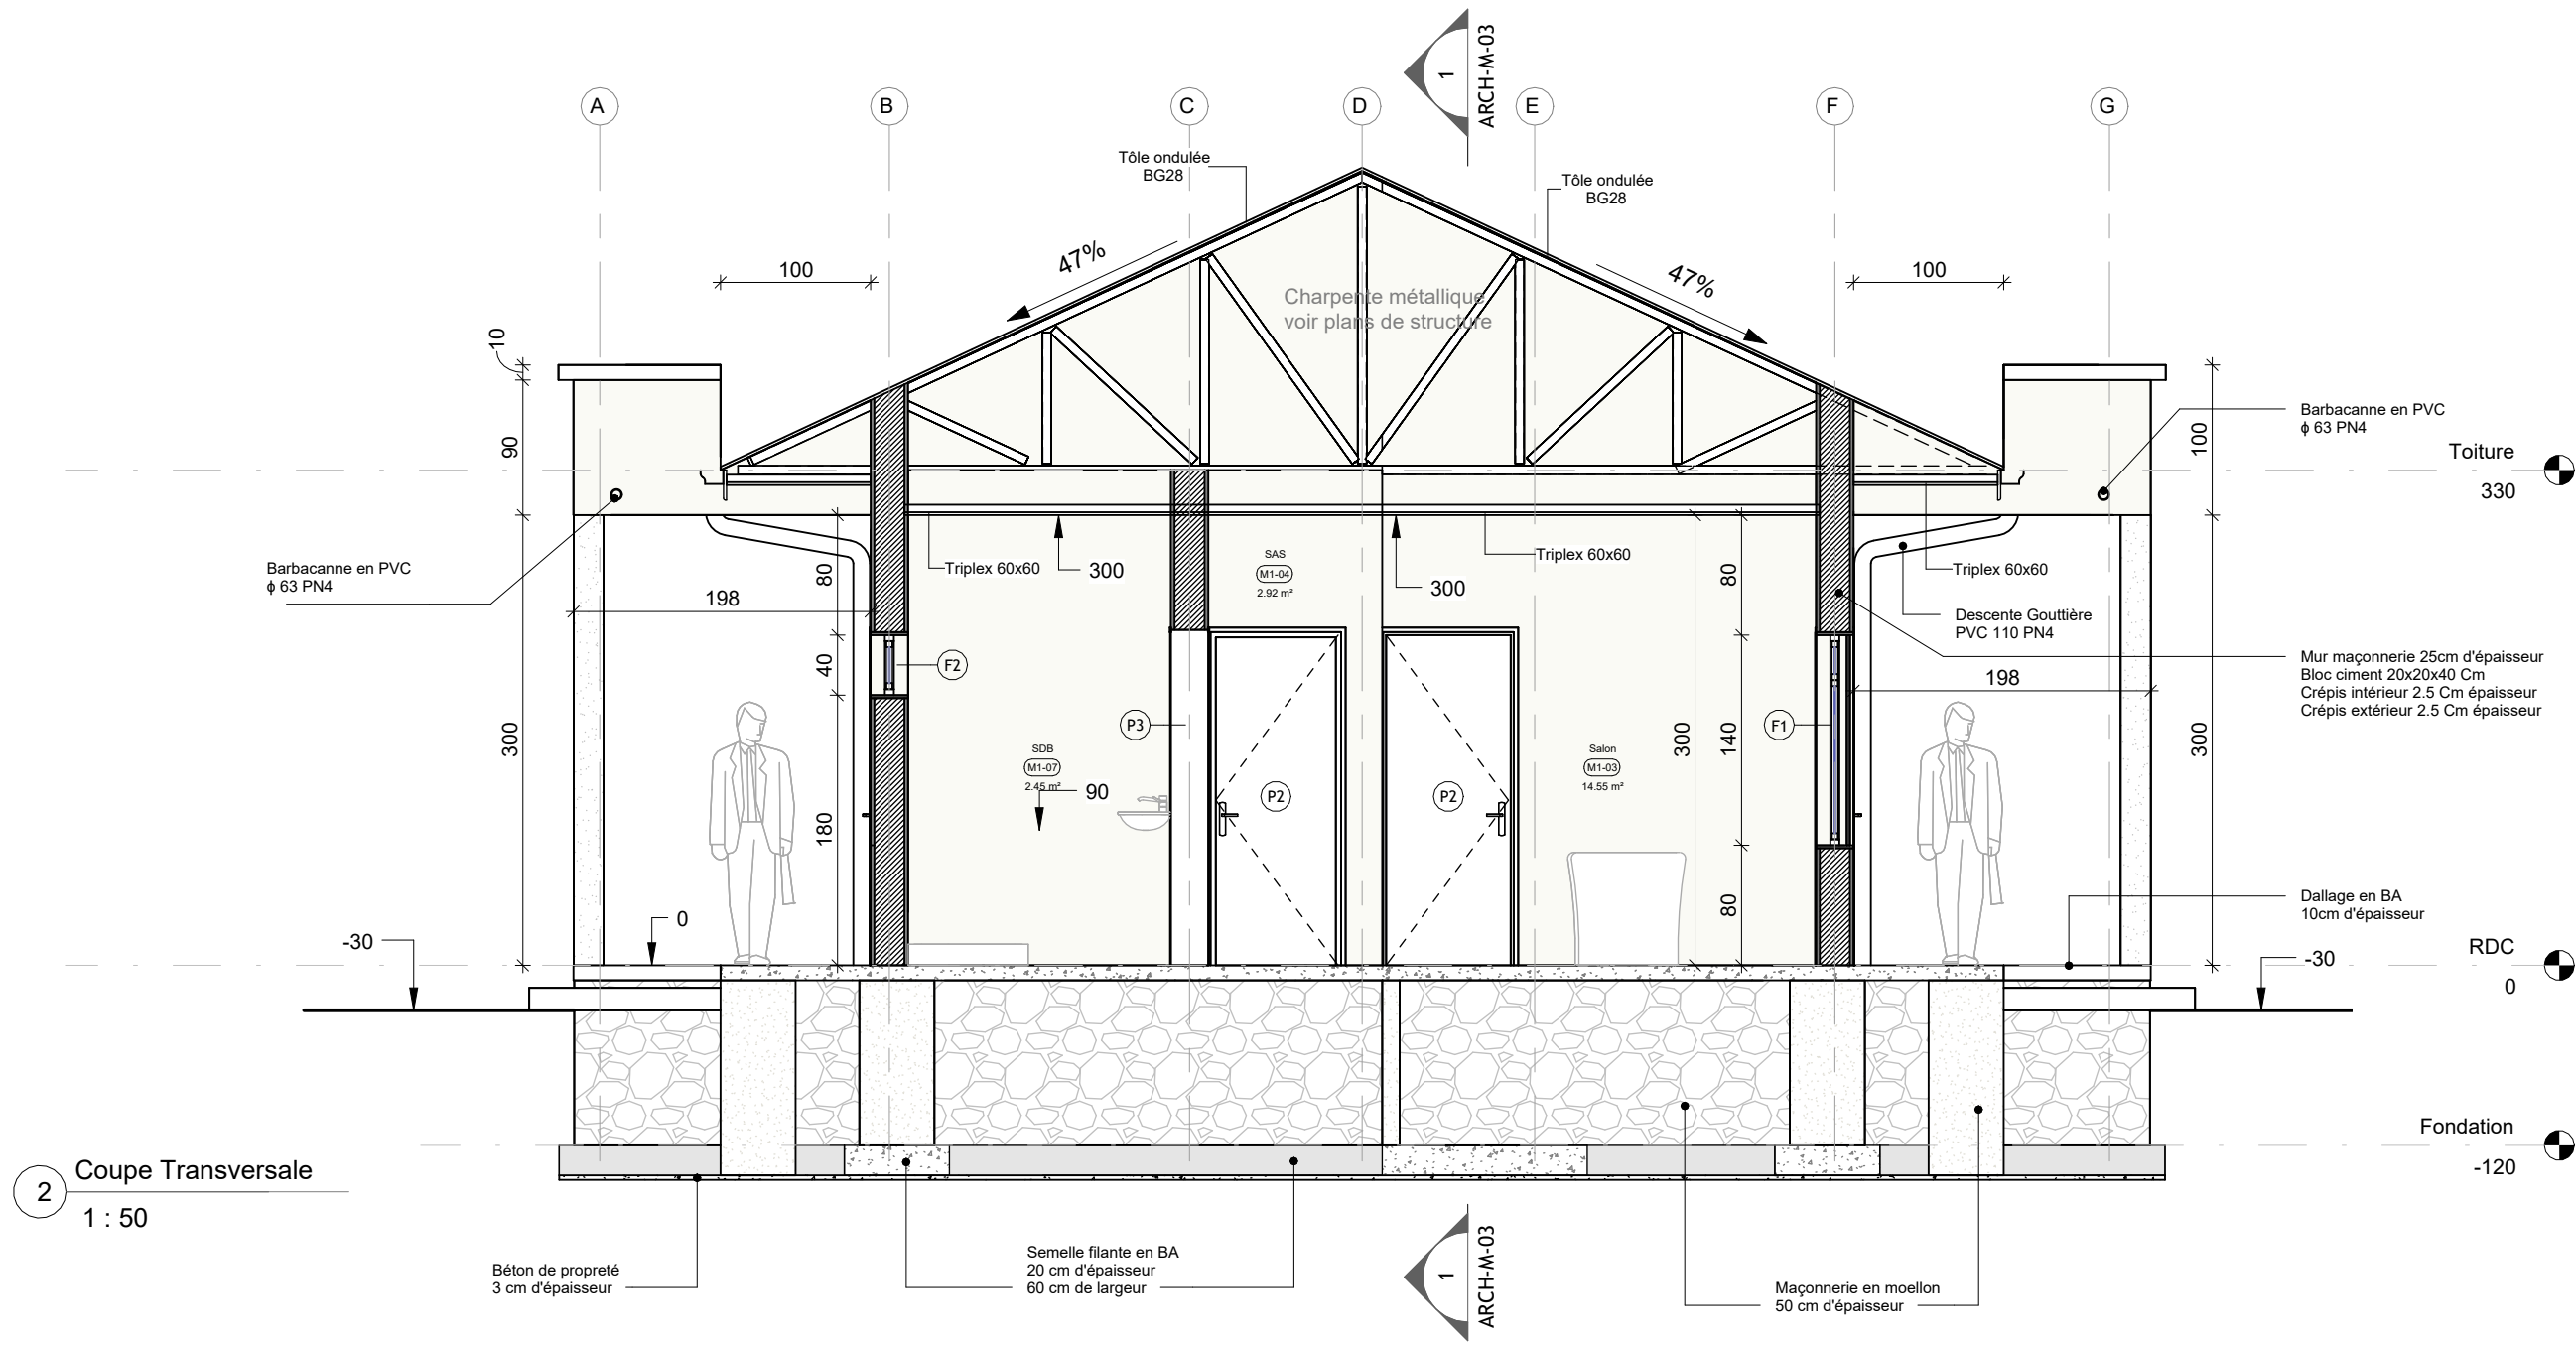 1
ARCH-M-03
A
B
C
D
E
F
G
Tôle ondulée
BG28
Tôle ondulée
BG28
47%
47%
100
100
Charpente métallique
voir plans de structure
10
90
100
Barbacanne en PVC
ϕ 63 PN4
Toiture
330
Barbacanne en PVC
ϕ 63 PN4
198
80
Triplex 60x60
300
SAS
M1-04
2.92 m²
300
Triplex 60x60
80
Triplex 60x60
Descente Gouttière
PVC 110 PN4
Mur maçonnerie 25cm d'épaisseur
Bloc ciment 20x20x40 Cm
Crépis intérieur 2.5 Cm épaisseur
Crépis extérieur 2.5 Cm épaisseur
198
40
F2
P3
F1
300
300
140
300
SDB
M1-07
2.45 m²
90
Salon
M1-03
14.55 m²
P2
P2
180
80
Dallage en BA
10cm d'épaisseur
0
-30
-30
RDC
0
Fondation
-120
2
Coupe Transversale
1 : 50
Béton de propreté
3 cm d'épaisseur
Semelle filante en BA
20 cm d'épaisseur
60 cm de largeur
1
ARCH-M-03
Maçonnerie en moellon
50 cm d'épaisseur